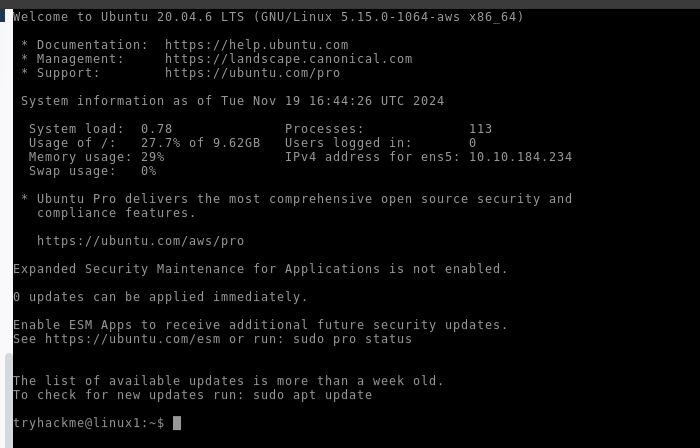 Welcome to Ubuntu 20.04.6 LTS (GNU/Linux 5.15.0-1064-aws x86_64)
* Documentation: https://help.ubuntu.com
* Management: https://landscape.canonical.com
* Support: https://ubuntu.com/pro
System information as of Tue Nov 19 16:44:26 UTC 2024
System load: 0.78 Processes: 113
Usage of /: 27.7% of 9.62GB Users logged in: 0
Memory usage: 29% IPv4 address for ens5: 10.10.184.234
Swap usage: 0%
* Ubuntu Pro delivers the most comprehensive open source security and
compliance features.
https://ubuntu.com/aws/pro
Expanded Security Maintenance for Applications is not enabled.
0 updates can be applied immediately.
Enable ESM Apps to receive additional future security updates.
See https://ubuntu.com/esm or run: sudo pro status
The list of available updates is more than a week old.
To check for new updates run: sudo apt update
tryhackme@linux1:~$